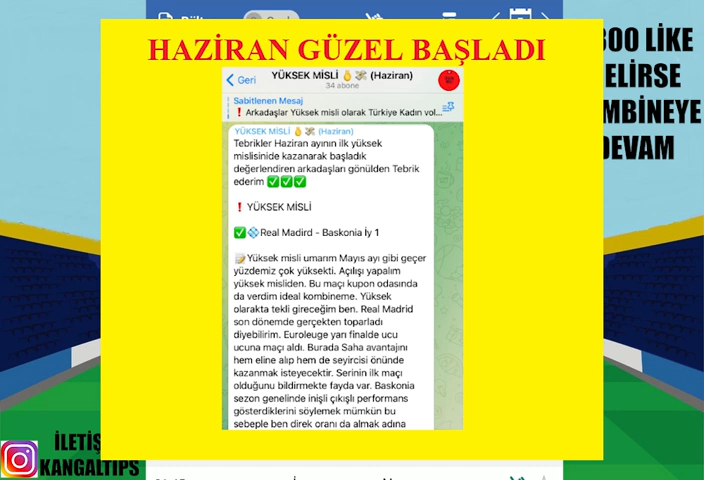 HAZİRAN GÜZEL BAŞLADI
Geri
YÜKSEK MİSLİ 👌💸 (Haziran)
34 abone
Sabitlenen Mesaj
❗ Arkadaşlar Yüksek misli olarak Türkiye Kadın vol...
YÜKSEK MİSLİ 👌💸 (Haziran)
Tebrikler Haziran ayının ilk yüksek
mislisinide kazanarak başladık
değerlendiren arkadaşları gönülden Tebrik
ederim ✅✅✅
❗ YÜKSEK MİSLİ
✅💠Real Madird - Baskonia İy 1
📝Yüksek misli umarım Mayıs ayı gibi geçer
yüzdemiz çok yüksekti. Açılışı yapalım
yüksek misliden. Bu maçı kupon odasında
da verdim ideal kombineme. Yüksek
olarakta tekli gireceğim ben. Real Madrid
son dönemde gerçekten toparladı
diyebilirim. Euroleuge yarı finalde ucu
ucuna maçı aldı. Burada Saha avantajını
hem eline alıp hem de seyircisi önünde
kazanmak isteyecektir. Serinin ilk maçı
olduğunu bildirmekte fayda var. Baskonia
sezon genelinde inişli çıkışlı performans
gösterdiklerini söylemek mümkün bu
sebeple ben direk oranı da almak adına
300 LİKE
ELİRSE
MBİNEYE
DEVAM
İLETİŞ
KANGALTIPS